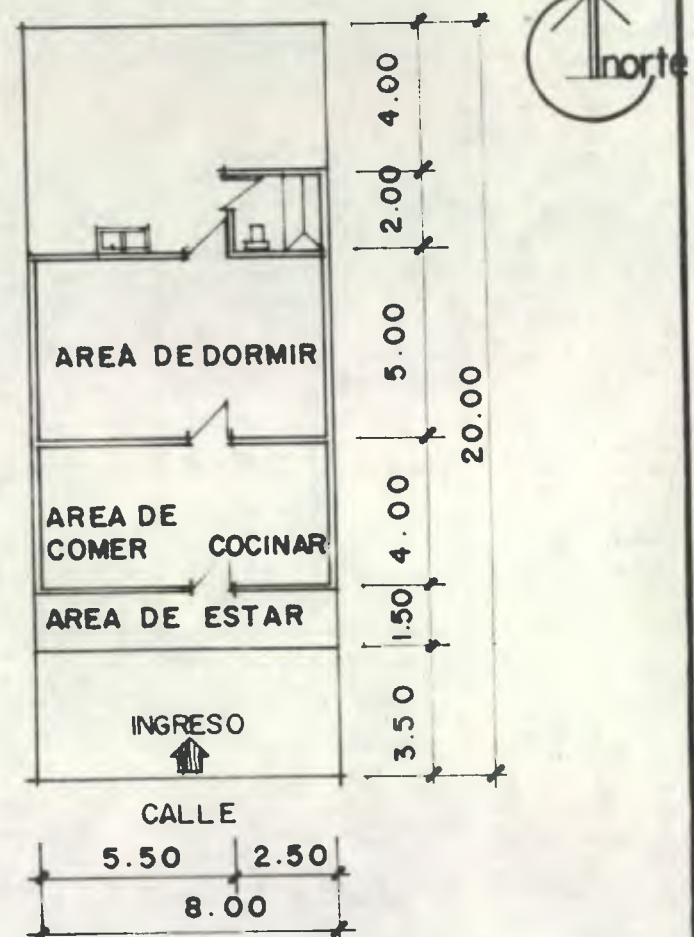 norte
4.00
2.00
5.00
20.00
4.00
1.50
3.50
AREA DE DORMIR
AREA DE
COMER COCINAR
AREA DE ESTAR
INGRESO
CALLE
5.50 2.50
8.00